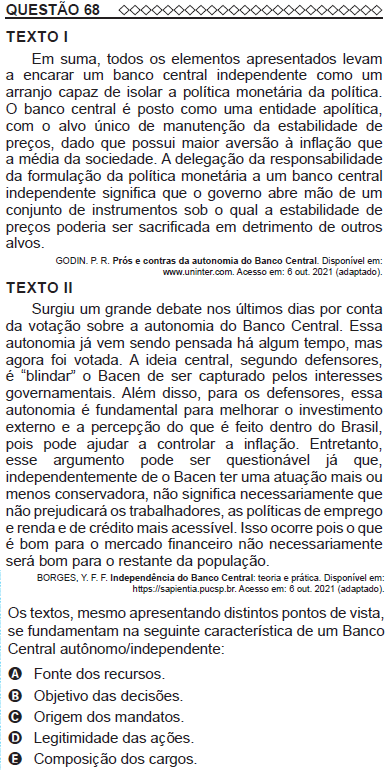 QUESTÃO 68
TEXTO I
Em suma, todos os elementos apresentados levam
a encarar um banco central independente como um
arranjo capaz de isolar a política monetária da política.
O banco central é posto como uma entidade apolítica,
com o alvo único de manutenção da estabilidade de
preços, dado que possui maior aversão à inflação que
a média da sociedade. A delegação da responsabilidade
da formulação da política monetária a um banco central
independente significa que o governo abre mão de um
conjunto de instrumentos sob o qual a estabilidade de
preços poderia ser sacrificada em detrimento de outros
alvos.
GODIN. P. R. Prós e contras da autonomia do Banco Central. Disponível em:
www.uninter.com. Acesso em: 6 out. 2021 (adaptado).
TEXTO II
Surgiu um grande debate nos últimos dias por conta
da votação sobre a autonomia do Banco Central. Essa
autonomia já vem sendo pensada há algum tempo, mas
agora foi votada. A ideia central, segundo defensores,
é “blindar” o Bacen de ser capturado pelos interesses
governamentais. Além disso, para os defensores, essa
autonomia é fundamental para melhorar o investimento
externo e a percepção do que é feito dentro do Brasil,
pois pode ajudar a controlar a inflação. Entretanto,
esse argumento pode ser questionável já que,
independentemente de o Bacen ter uma atuação mais ou
menos conservadora, não significa necessariamente que
não prejudicará os trabalhadores, as políticas de emprego
e renda e de crédito mais acessível. Isso ocorre pois o que
é bom para o mercado financeiro não necessariamente
será bom para o restante da população.
BORGES, Y. F. F. Independência do Banco Central: teoria e prática. Disponível em:
https://sapientia.pucsp.br. Acesso em: 6 out. 2021 (adaptado).
Os textos, mesmo apresentando distintos pontos de vista,
se fundamentam na seguinte característica de um Banco
Central autônomo/independente:
A Fonte dos recursos.
B Objetivo das decisões.
C Origem dos mandatos.
D Legitimidade das ações.
E Composição dos cargos.